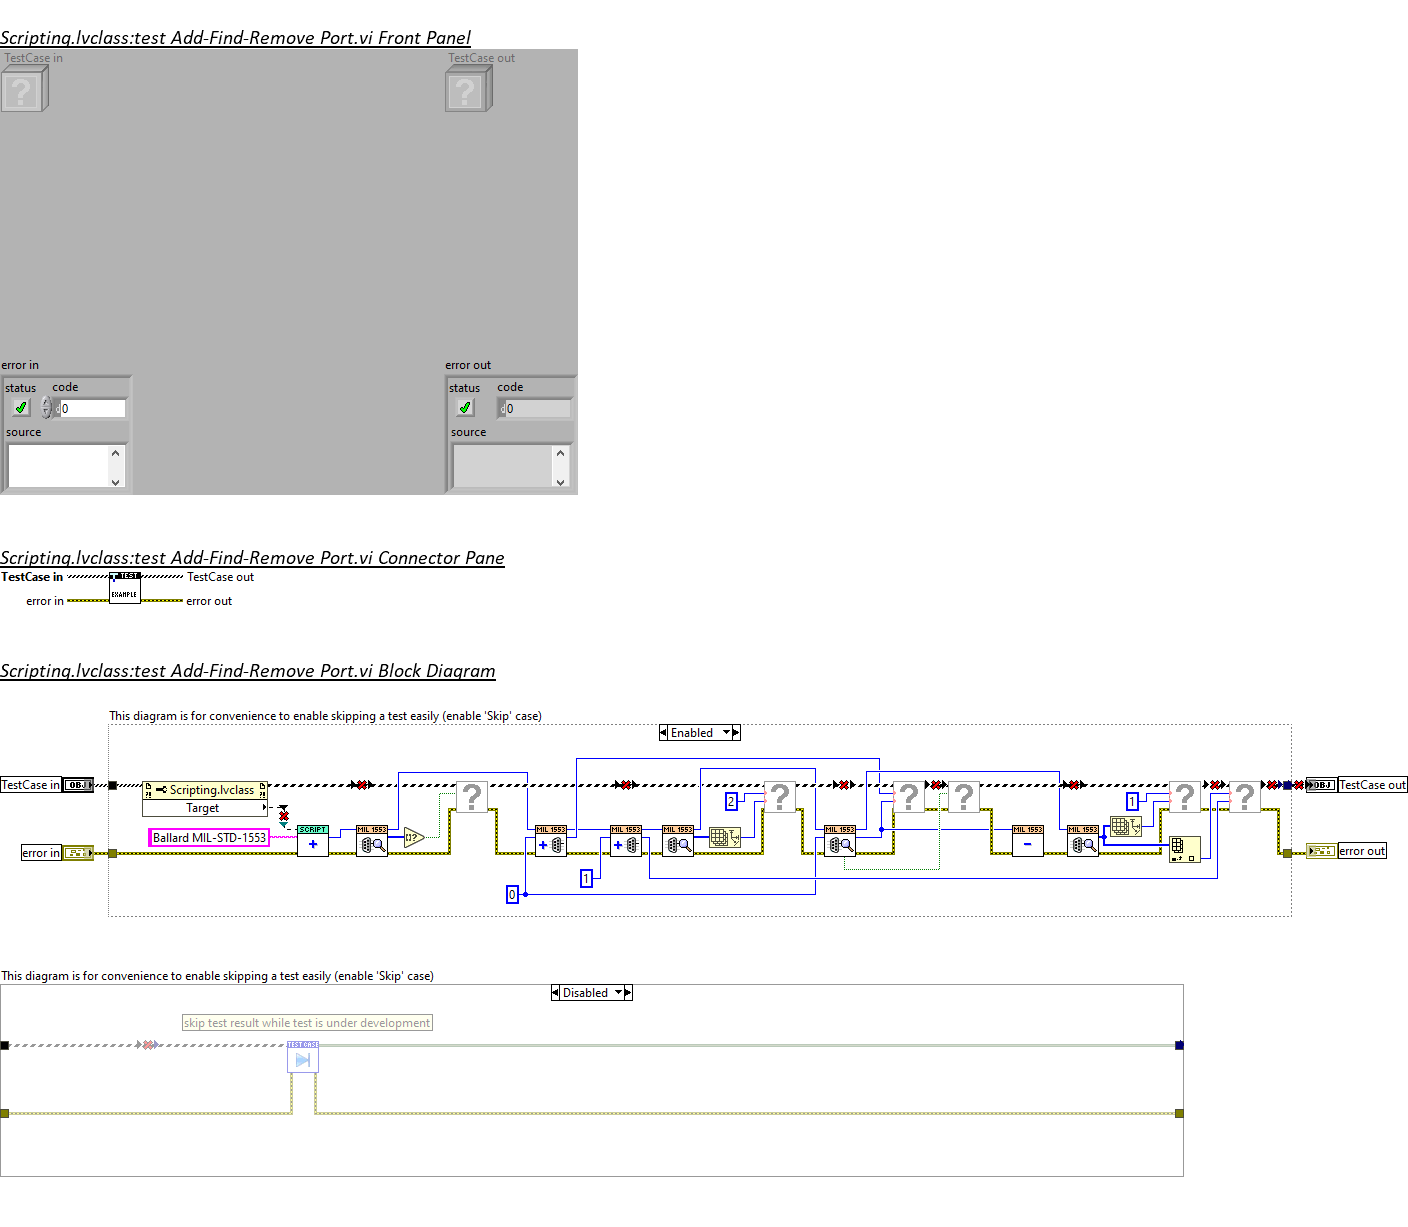 Scripting.lvclass:test Add-Find-Remove Port.vi Front Panel
TestCase in
TestCase out
?
?
error in
error out
status
code
status
code
d
0
d
0
source
source
Scripting.lvclass:test Add-Find-Remove Port.vi Connector Pane
TestCase in
TestCase out
TEST
EXAMPLE
error in
error out
Scripting.lvclass:test Add-Find-Remove Port.vi Block Diagram
This diagram is for convenience to enable skipping a test easily (enable 'Skip' case)
Enabled
TestCase in
OBJ
Scripting.lvclass
Target
?
2
?
?
?
1
?
?
OBJ
TestCase out
Ballard MIL-STD-1553
SCRIPT
+
MIL 1553
MIL 1553
+
MIL 1553
+
MIL 1553
MIL 1553
MIL 1553
-
MIL 1553
error in
error out
1
0
This diagram is for convenience to enable skipping a test easily (enable 'Skip' case)
Disabled
skip test result while test is under development
TESTCASE